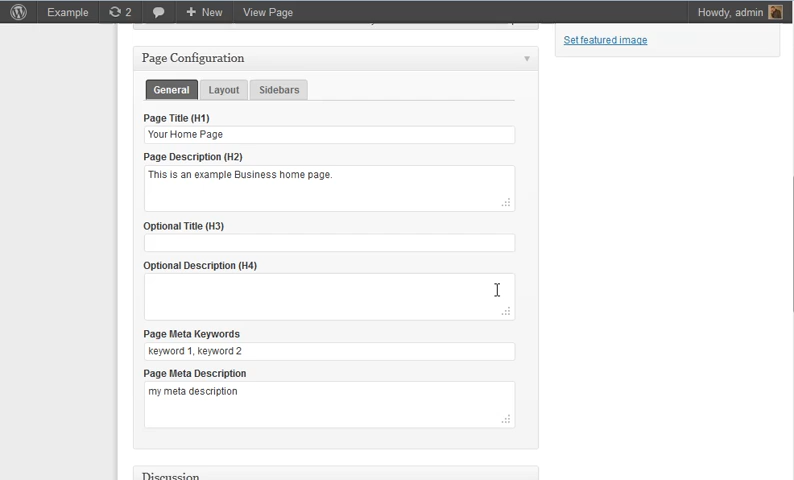 Example 2 + New View Page Howdy, admin
Set featured image
Page Configuration
General Layout Sidebars
Page Title (H1)
Your Home Page
Page Description (H2)
This is an example Business home page.
Optional Title (H3)
Optional Description (H4)
Page Meta Keywords
keyword 1, keyword 2
Page Meta Description
my meta description
Discussion